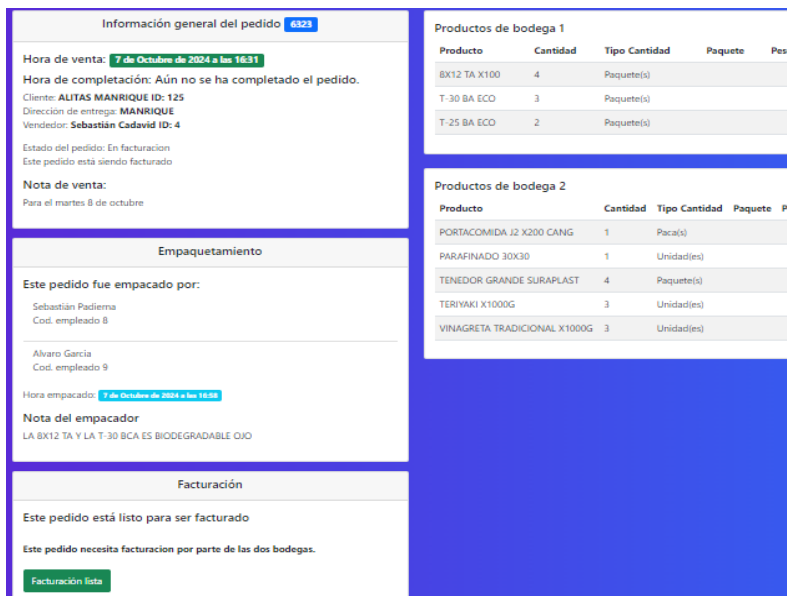 Información general del pedido 6323
Hora de venta: 7 de Octubre de 2024 a las 16:31
Hora de completación: Aún no se ha completado el pedido.
Cliente: ALITAS MANRIQUE ID: 125
Dirección de entrega: MANRIQUE
Vendedor: Sebastián Cadavid ID: 4
Estado del pedido: En facturacion
Este pedido está siendo facturado
Nota de venta:
Para el martes 8 de octubre
Empaquetamiento
Este pedido fue empacado por:
Sebastián Padierna
Cod. empleado 8
Alvaro Garcia
Cod. empleado 9
Hora empacado: 7 de Octubre de 2024 a las 16:58
Nota del empacador
LA 8X12 TA Y LA T-30 BCA ES BIODEGRADABLE OJO
Facturación
Este pedido está listo para ser facturado
Este pedido necesita facturacion por parte de las dos bodegas.
Facturación lista
Productos de bodega 1
Producto Cantidad Tipo Cantidad Paquete Pes
8X12 TA X100 4 Paquete(s)
T-30 BA ECO 3 Paquete(s)
T-25 BA ECO 2 Paquete(s)
Productos de bodega 2
Producto Cantidad Tipo Cantidad Paquete P
PORTACOMIDA J2 X200 CANG 1 Paca(s)
PARAFINADO 30X30 1 Unidad(es)
TENEDOR GRANDE SURAPLAST 4 Paquete(s)
TERIYAKI X1000G 3 Unidad(es)
VINAGRETA TRADICIONAL X1000G 3 Unidad(es)